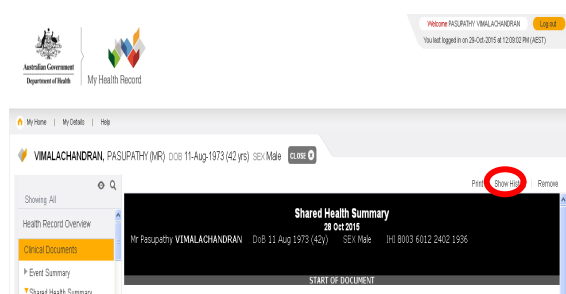 Welcome PASUPATHY VIMALACHANDRAN Log out
You last logged in on 29-Oct-2015 at 12:09:02 PM (AEST)
Australian Government
Department of Health
My Health Record
My Home | My Details | Help
VIMALACHANDRAN, PASUPATHY (MR) DOB 11-Aug-1973 (42 yrs) SEX Male CLOSE
Print Show Hist Remove
Showing All
Health Record Overview
Clinical Documents
Event Summary
Shared Health Summary
Shared Health Summary
28 Oct 2015
Mr Pasupathy VIMALACHANDRAN DoB 11 Aug 1973 (42y) SEX Male IHI 8003 6012 2402 1936
START OF DOCUMENT